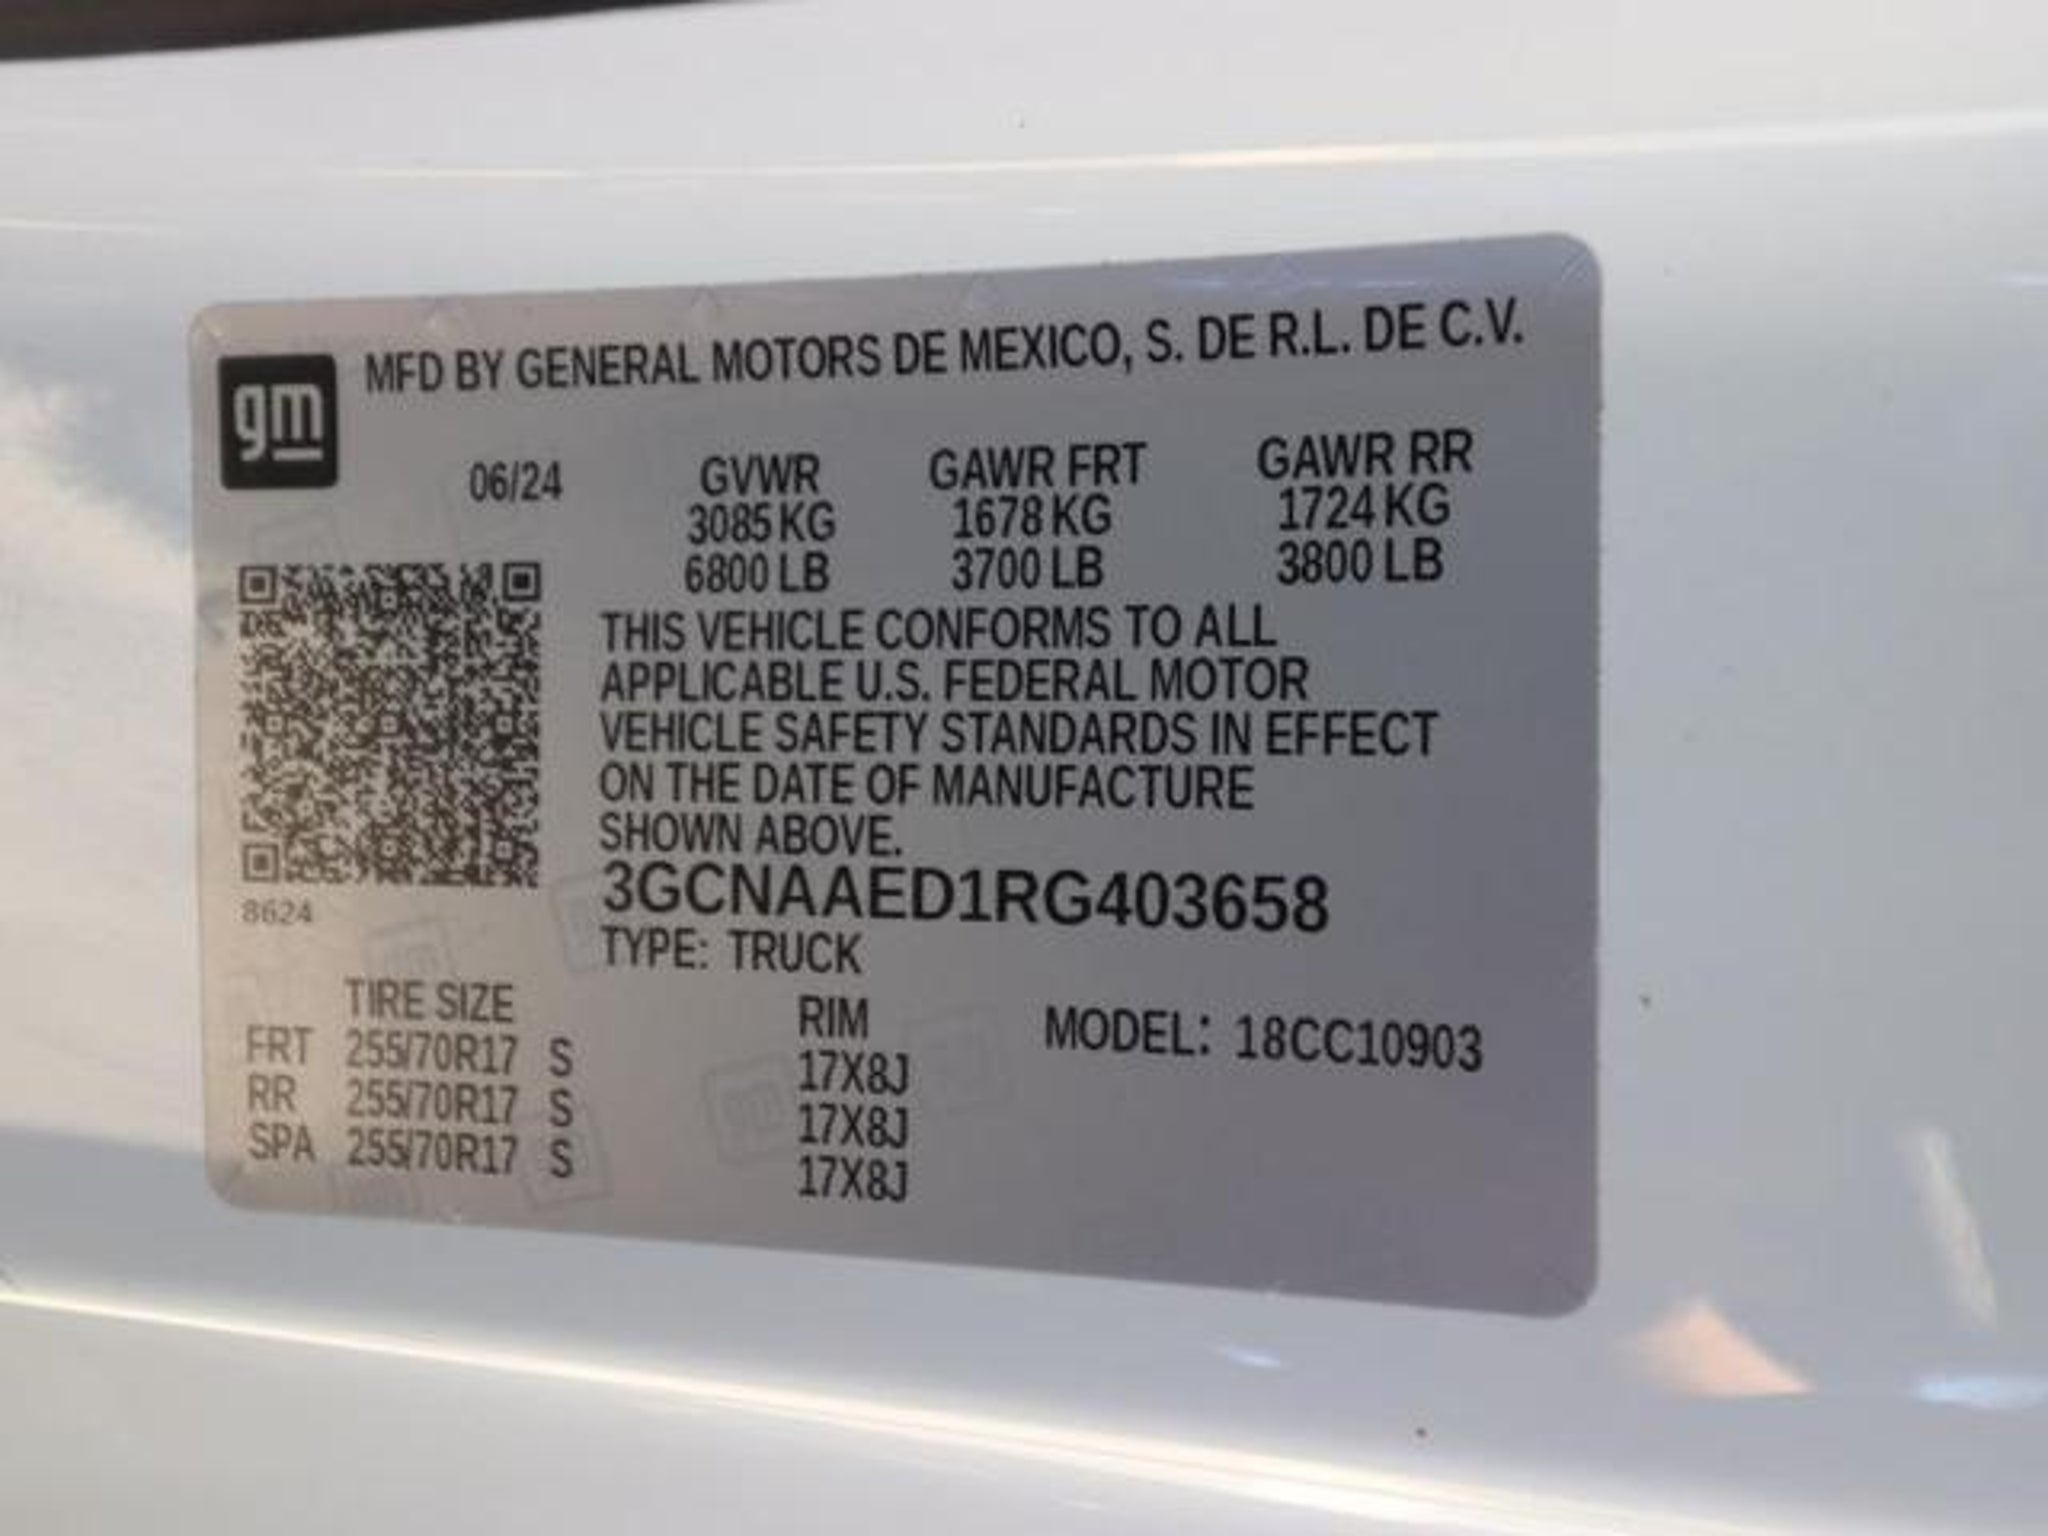 gm
MFD BY GENERAL MOTORS DE MEXICO, S. DE R.L. DE C.V.
06/24 GVWR GAWR FRT GAWR RR
3085 KG 1678 KG 1724 KG
6800 LB 3700 LB 3800 LB
THIS VEHICLE CONFORMS TO ALL
APPLICABLE U.S. FEDERAL MOTOR
VEHICLE SAFETY STANDARDS IN EFFECT
ON THE DATE OF MANUFACTURE
SHOWN ABOVE.
3GCNAAED1RG403658
8624
TYPE: TRUCK
TIRE SIZE RIM MODEL: 18CC10903
FRT 255/70R17 S 17X8J
RR 255/70R17 S 17X8J
SPA 255/70R17 S 17X8J